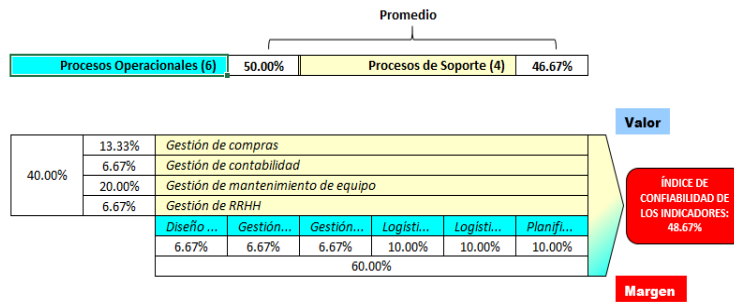 Promedio
Procesos Operacionales (6) 50.00% Procesos de Soporte (4) 46.67%
Valor
40.00%
13.33% Gestión de compras
6.67% Gestión de contabilidad
20.00% Gestión de mantenimiento de equipo
6.67% Gestión de RRHH
ÍNDICE DE
CONFIABILIDAD DE
LOS INDICADORES:
48.67%
Diseño ... Gestión... Gestión... Logísti... Logísti... Planifi...
6.67% 6.67% 6.67% 10.00% 10.00% 10.00%
60.00%
Margen